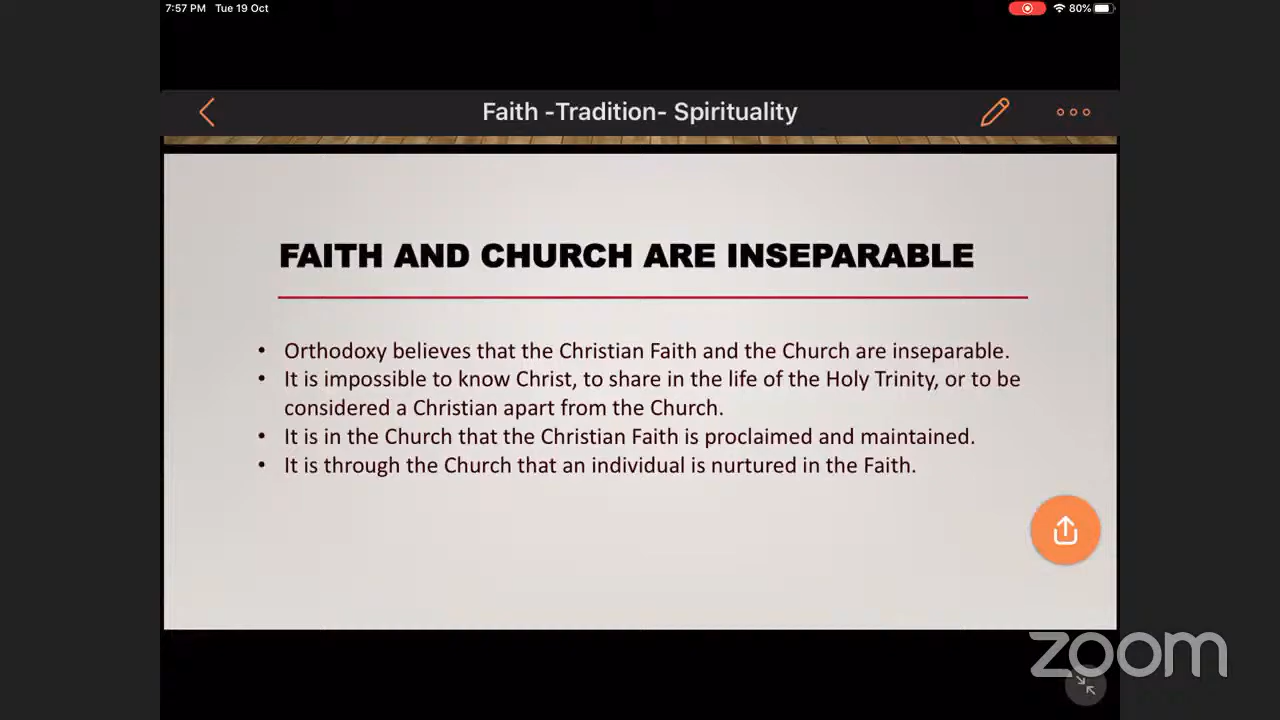 7:57 PM Tue 19 Oct
80%
Faith -Tradition- Spirituality
FAITH AND CHURCH ARE INSEPARABLE
• Orthodoxy believes that the Christian Faith and the Church are inseparable.
• It is impossible to know Christ, to share in the life of the Holy Trinity, or to be
considered a Christian apart from the Church.
• It is in the Church that the Christian Faith is proclaimed and maintained.
• It is through the Church that an individual is nurtured in the Faith.
zoom